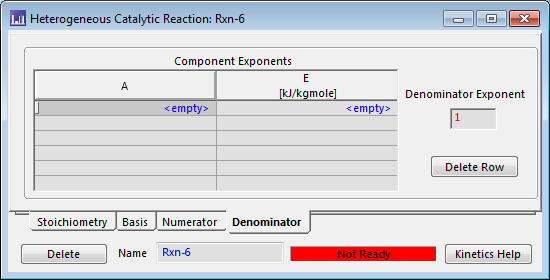 Heterogeneous Catalytic Reaction: Rxn-6
Component Exponents
A
E
[kJ/kgmole]
<empty>
<empty>
Denominator Exponent
1
Delete Row
Stoichiometry
Basis
Numerator
Denominator
Delete
Name
Rxn-6
Not Ready
Kinetics Help